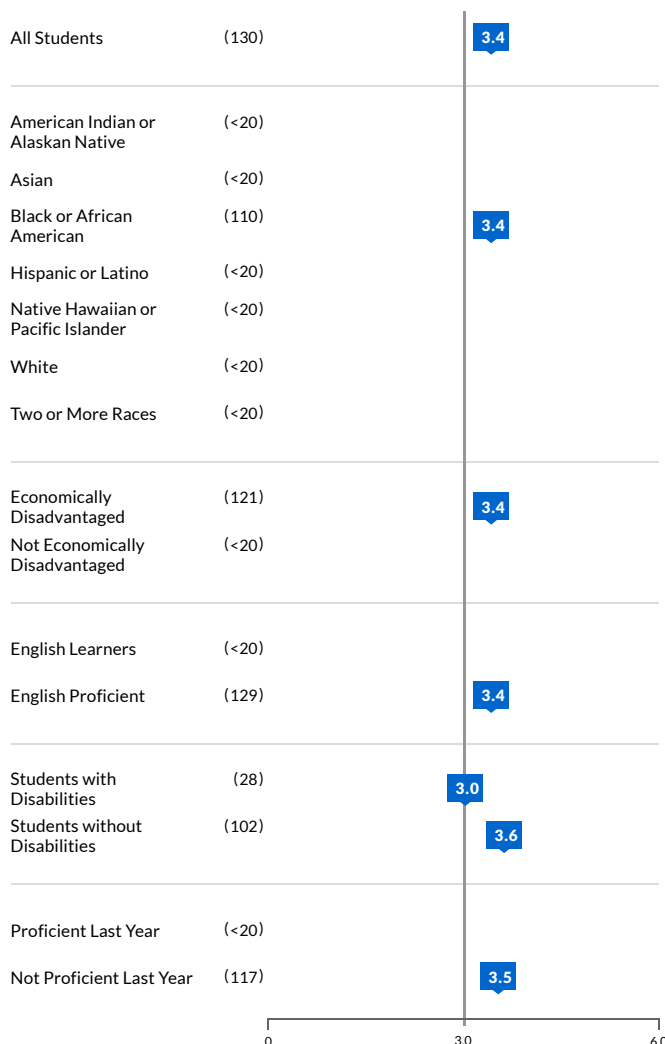 All Students (130) 3.4
American Indian or (<20)
Alaskan Native
Asian (<20)
Black or African (110) 3.4
American
Hispanic or Latino (<20)
Native Hawaiian or (<20)
Pacific Islander
White (<20)
Two or More Races (<20)
Economically (121) 3.4
Disadvantaged
Not Economically (<20)
Disadvantaged
English Learners (<20)
English Proficient (129) 3.4
Students with (28) 3.0
Disabilities
Students without (102) 3.6
Disabilities
Proficient Last Year (<20)
Not Proficient Last Year (117) 3.5
0 3.0 6.0